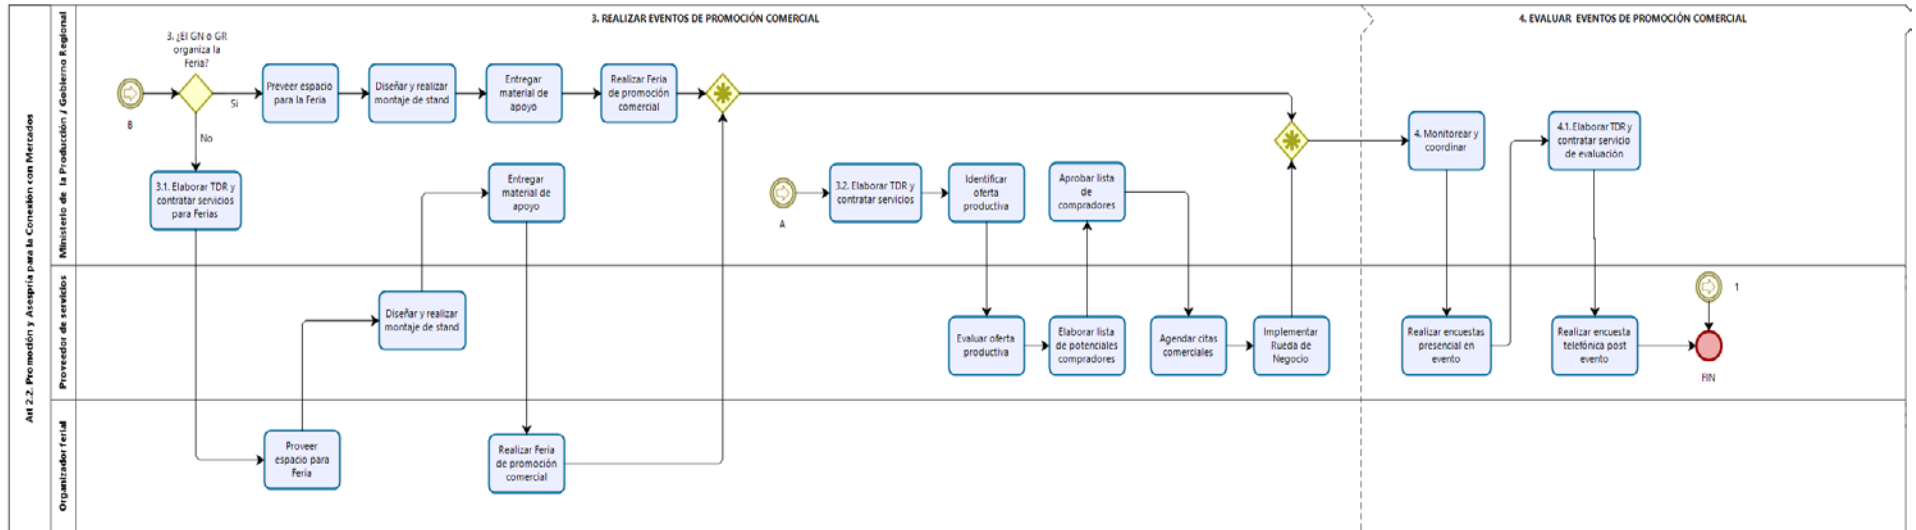 Art 2.2. Promoción y Asespría para la Conexión con Mercados
Ministerio de la Producción / Gobierno Regional
Proveedor de servicios
Organizador ferial
3. REALIZAR EVENTOS DE PROMOCIÓN COMERCIAL
4. EVALUAR EVENTOS DE PROMOCIÓN COMERCIAL
B
3. ¿El GN o GR
organiza la
Feria?
Si
No
Preveer espacio
para la Feria
Diseñar y realizar
montaje de stand
Entregar
material de
apoyo
Realizar Feria
de promoción
comercial
3.1. Elaborar TDR y
contratar servicios
para Ferias
Entregar
material de
apoyo
A
3.2. Elaborar TDR y
contratar servicios
Identificar
oferta
productiva
Aprobar lista
de
compradores
4. Monitorear y
coordinar
4.1. Elaborar TDR y
contratar servicio
de evaluación
Diseñar y realizar
montaje de stand
Evaluar oferta
productiva
Elaborar lista
de potenciales
compradores
Agendar citas
comerciales
Implementar
Rueda de
Negocio
Realizar encuestas
presencial en
evento
Realizar encuesta
telefónica post
evento
1
FIN
Proveer
espacio para
Feria
Realizar Feria
de promoción
comercial